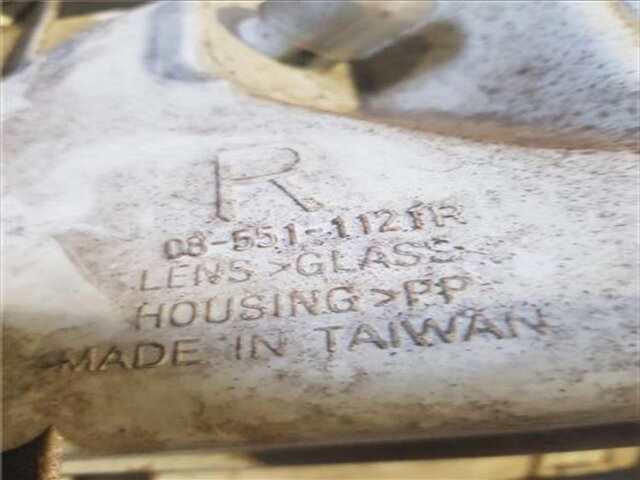 R
08-551-1121R
LENS>GLASS<
HOUSING>PP<
MADE IN TAIWAN